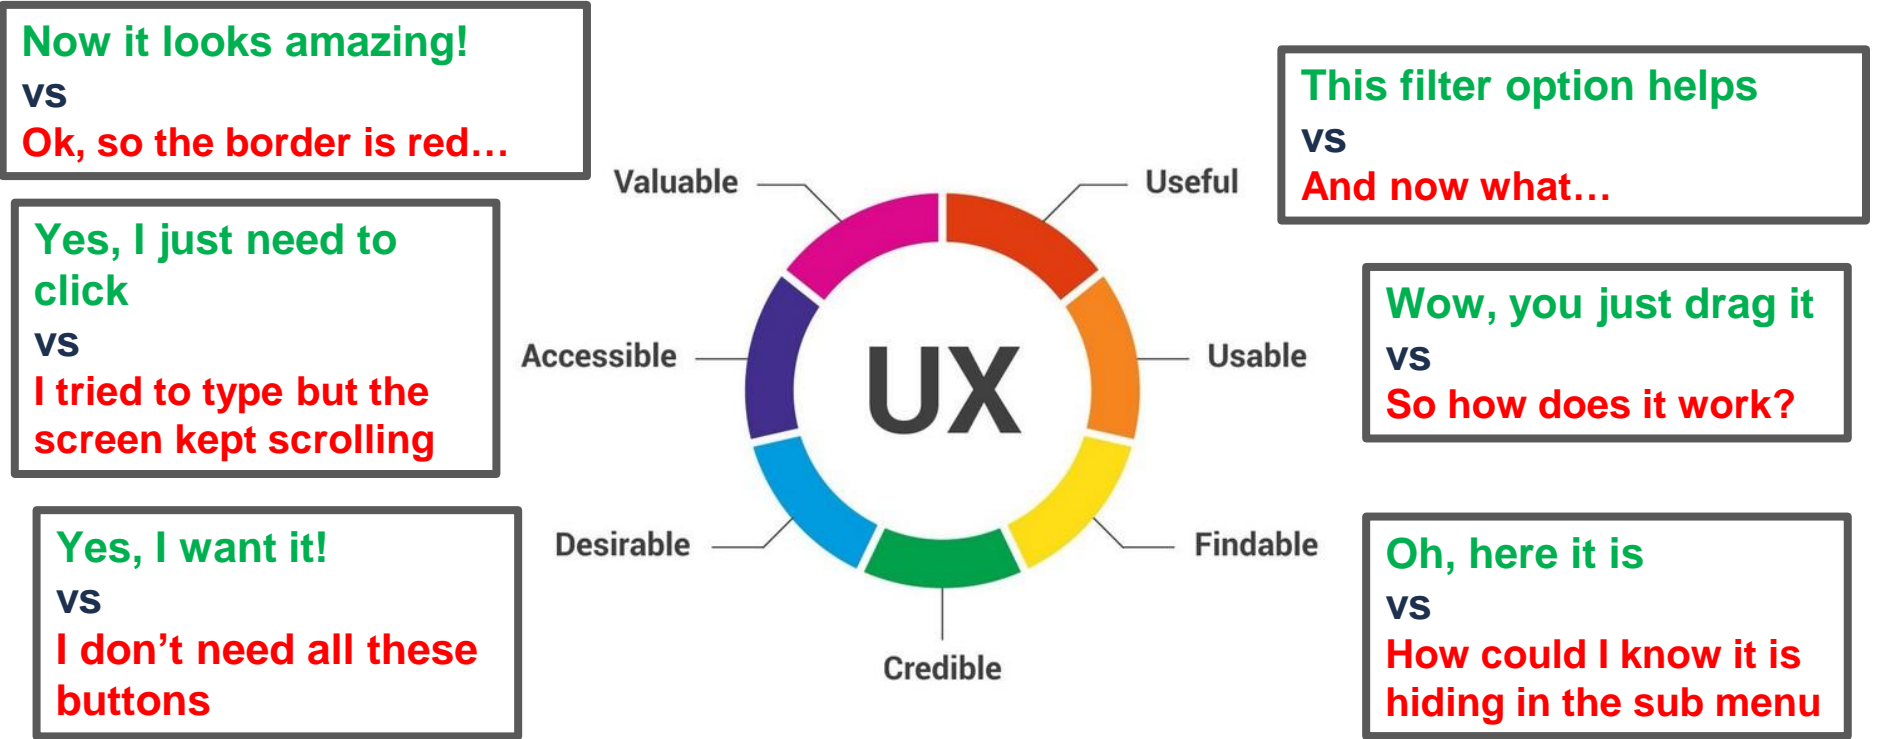 Now it looks amazing!
vs
Ok, so the border is red…
Yes, I just need to
click
vs
I tried to type but the
screen kept scrolling
Yes, I want it!
vs
I don’t need all these
buttons
Valuable
Useful
Accessible
Usable
UX
Desirable
Findable
Credible
This filter option helps
vs
And now what…
Wow, you just drag it
vs
So how does it work?
Oh, here it is
vs
How could I know it is
hiding in the sub menu